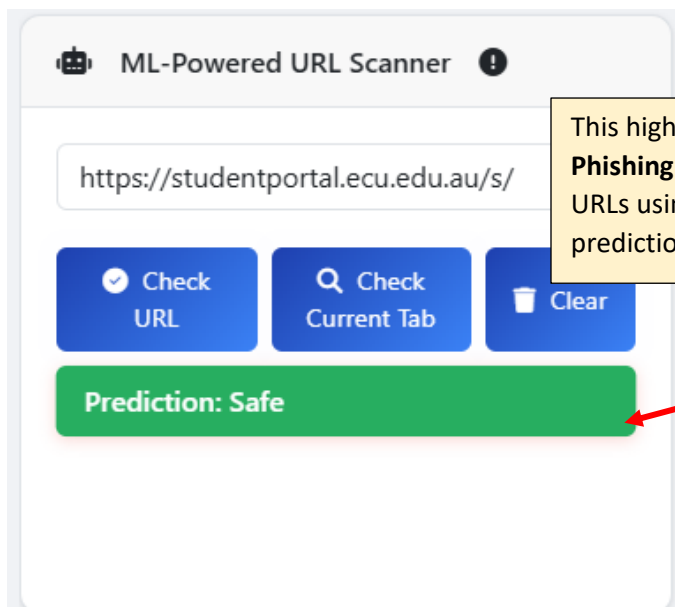 ML-Powered URL Scanner
This high
Phishing
URLs usin
predictio
https://studentportal.ecu.edu.au/s/
Check
URL
Check
Current Tab
Clear
Prediction: Safe